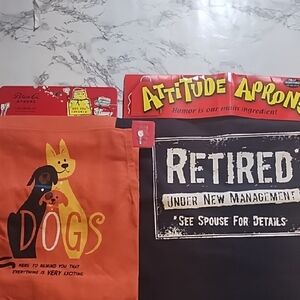 ATTITUDE APRONS
Humor is our main ingredient!
DOGS
HERE TO REMIND YOU THAT
EVERYTHING IS VERY EXCITING
RETIRED
UNDER NEW MANAGEMENT
*SEE SPOUSE FOR DETAILS